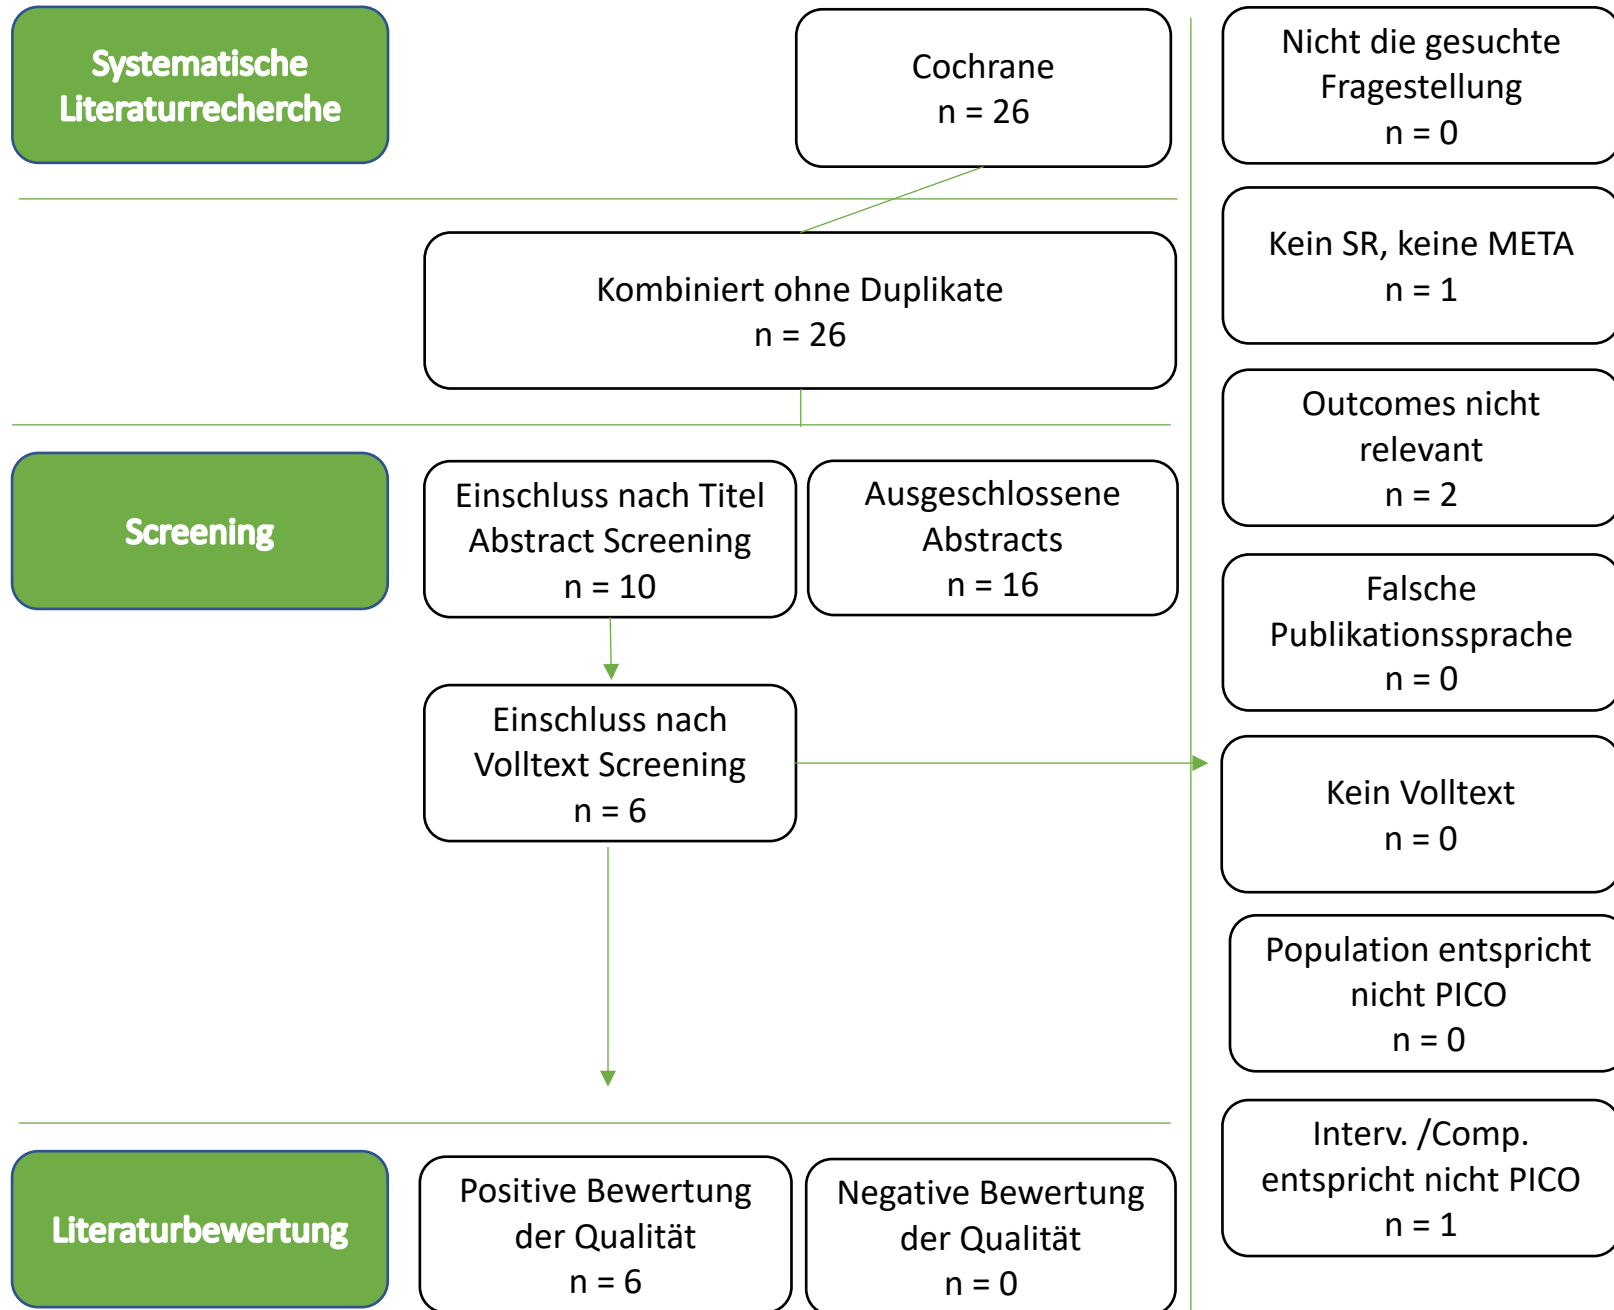 Systematische
Literaturrecherche
Cochrane
n = 26
Kombiniert ohne Duplikate
n = 26
Screening
Einschluss nach Titel
Abstract Screening
n = 10
Ausgeschlossene
Abstracts
n = 16
Einschluss nach
Volltext Screening
n = 6
Literaturbewertung
Positive Bewertung
der Qualität
n = 6
Negative Bewertung
der Qualität
n = 0
Nicht die gesuchte
Fragestellung
n = 0
Kein SR, keine META
n = 1
Outcomes nicht
relevant
n = 2
Falsche
Publikationssprache
n = 0
Kein Volltext
n = 0
Population entspricht
nicht PICO
n = 0
Interv. /Comp.
entspricht nicht PICO
n = 1